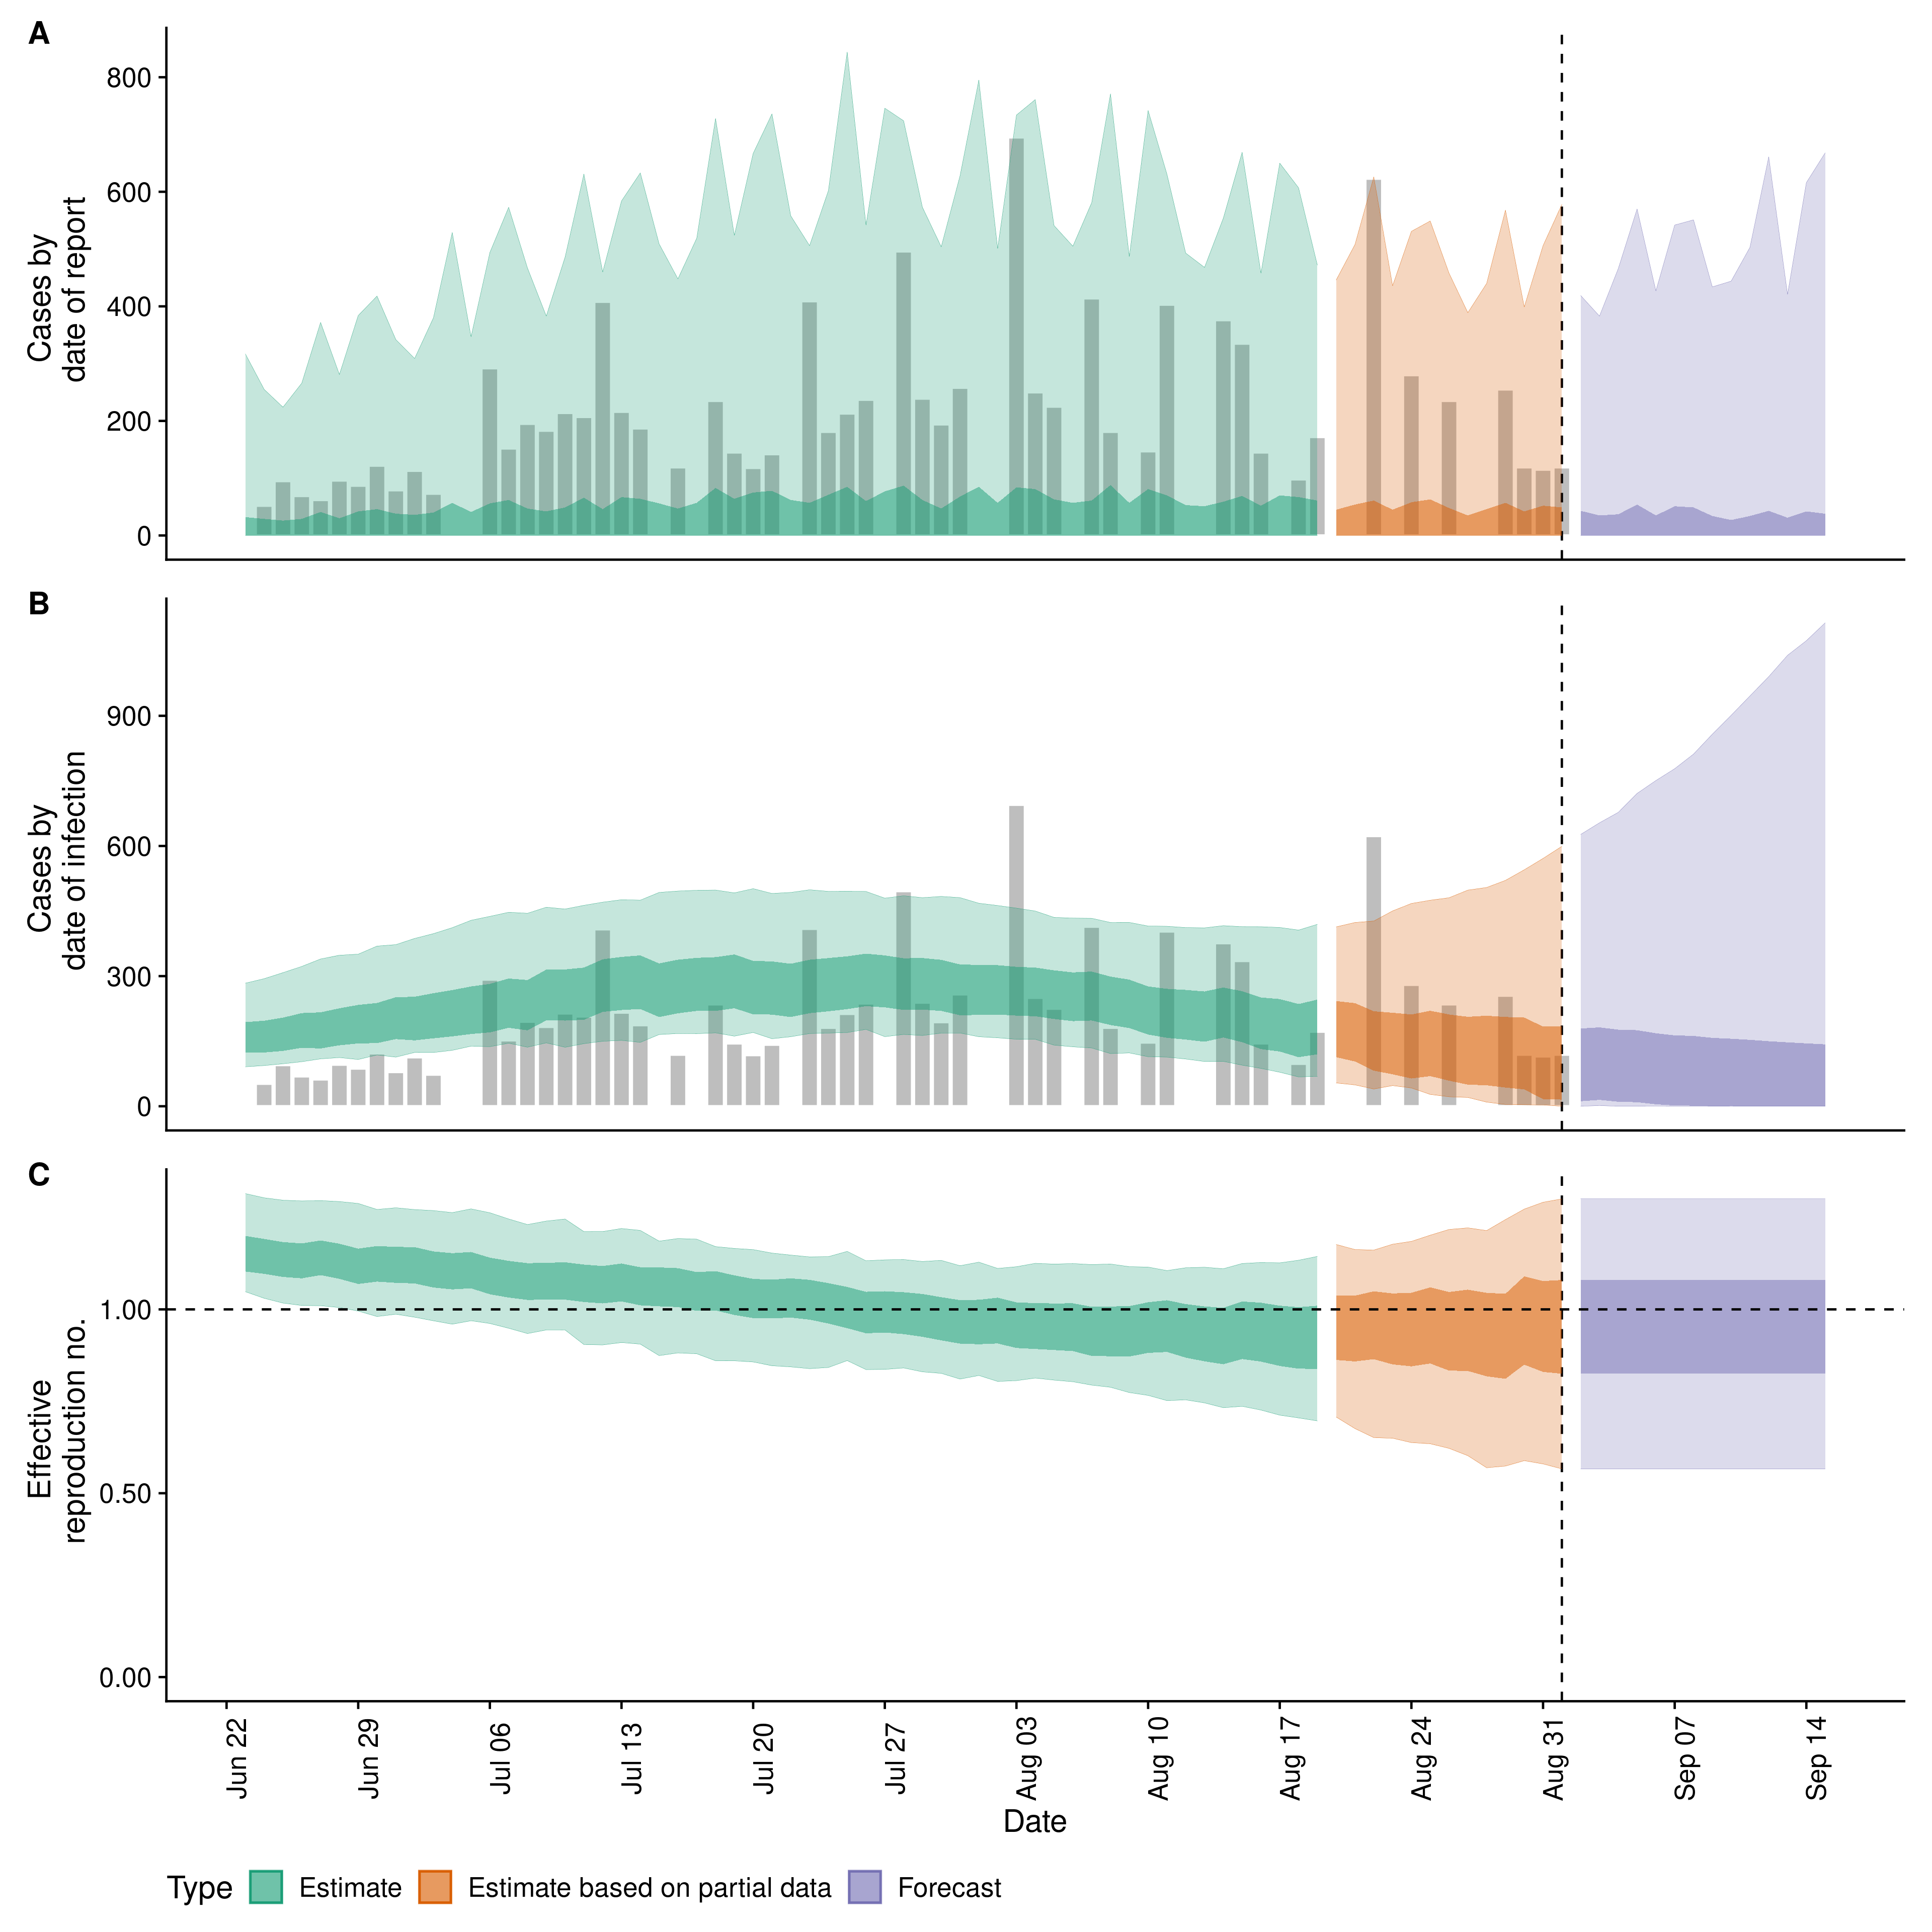 A
Cases by
date of report
800
600
400
200
0
B
Cases by
date of infection
900
600
300
0
C
Effective
reproduction no.
1.00
0.50
0.00
Jun 22
Jun 29
Jul 06
Jul 13
Jul 20
Jul 27
Aug 03
Aug 10
Aug 17
Aug 24
Aug 31
Sep 07
Sep 14
Date
Type Estimate Estimate based on partial data Forecast